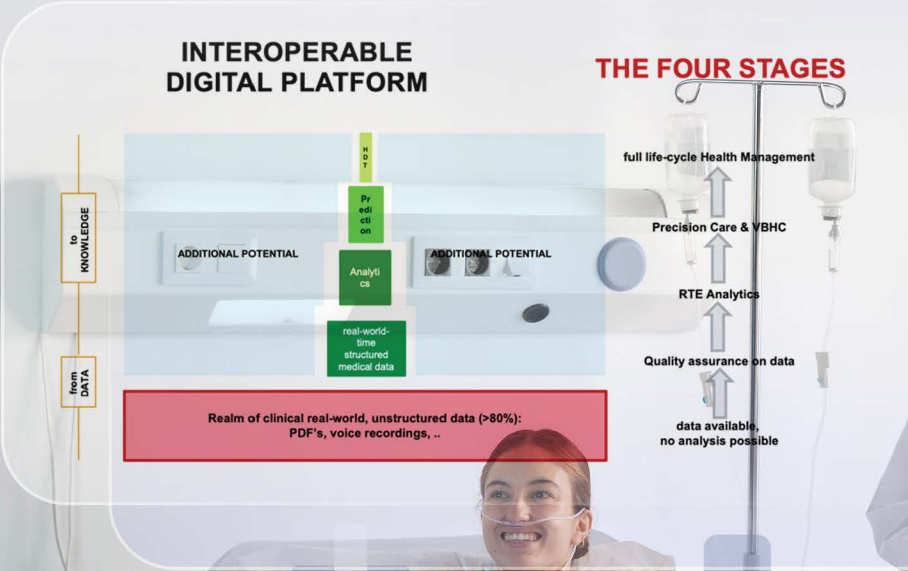 INTEROPERABLE
DIGITAL PLATFORM
THE FOUR STAGES
H
D
T
full life-cycle Health Management
Pr
edi
cti
on
to
KNOWLEDGE
Precision Care & VBHC
ADDITIONAL POTENTIAL
ADDITIONAL POTENTIAL
Analyti
cs
RTE Analytics
real-world-
time
structured
medical data
Quality assurance on data
from
DATA
Realm of clinical real-world, unstructured data (>80%):
PDF's, voice recordings, ..
data available,
no analysis possible